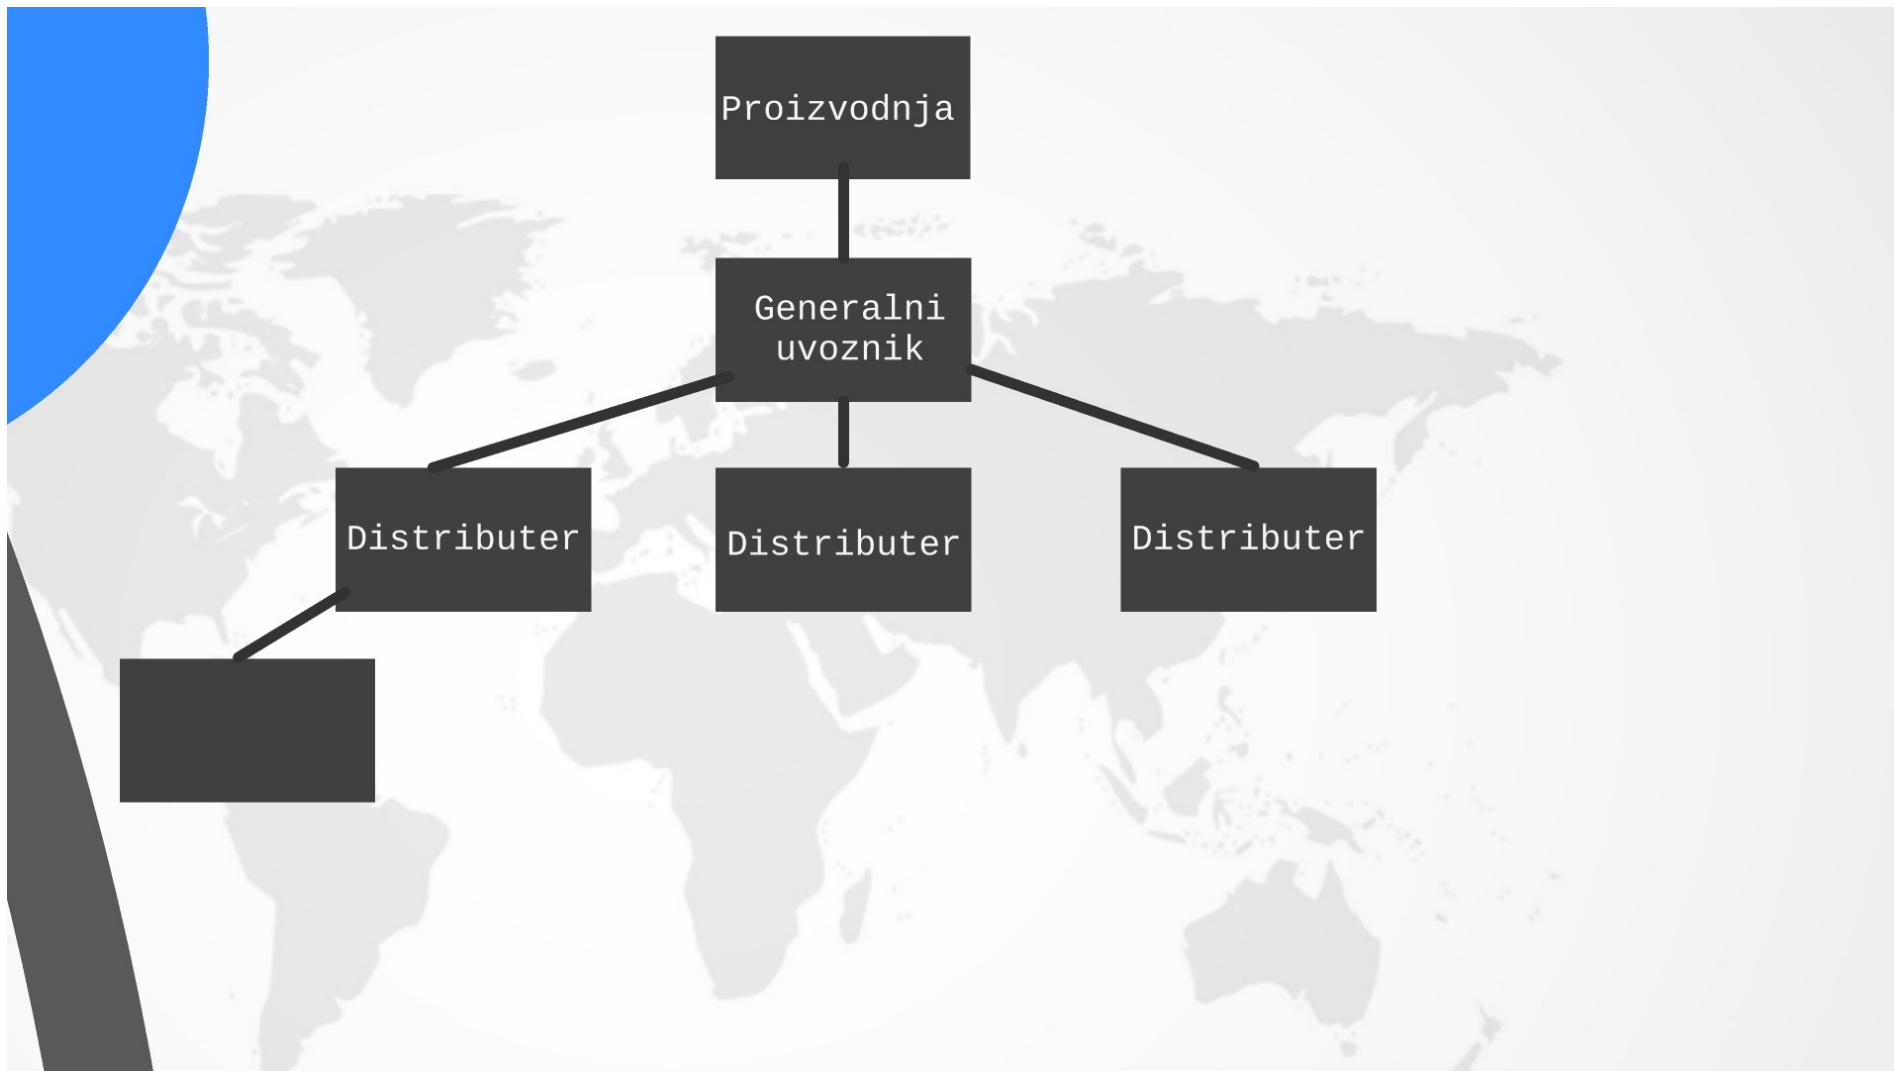 Proizvodnja
Generalni
uvoznik
Distributer
Distributer
Distributer